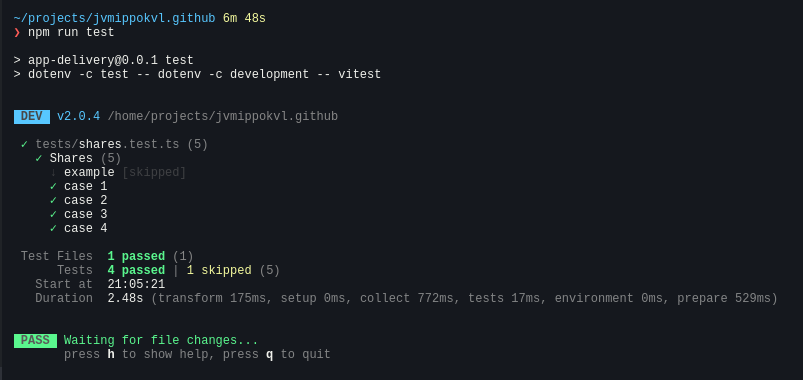 ~/projects/jvmippokvl.github 6m 48s
❯ npm run test
> app-delivery@0.0.1 test
> dotenv -c test -- dotenv -c development -- vitest
DEV v2.0.4 /home/projects/jvmippokvl.github
✓ tests/shares.test.ts (5)
✓ Shares (5)
↓ example [skipped]
✓ case 1
✓ case 2
✓ case 3
✓ case 4
Test Files 1 passed (1)
Tests 4 passed | 1 skipped (5)
Start at 21:05:21
Duration 2.48s (transform 175ms, setup 0ms, collect 772ms, tests 17ms, environment 0ms, prepare 529ms)
PASS Waiting for file changes...
press h to show help, press q to quit